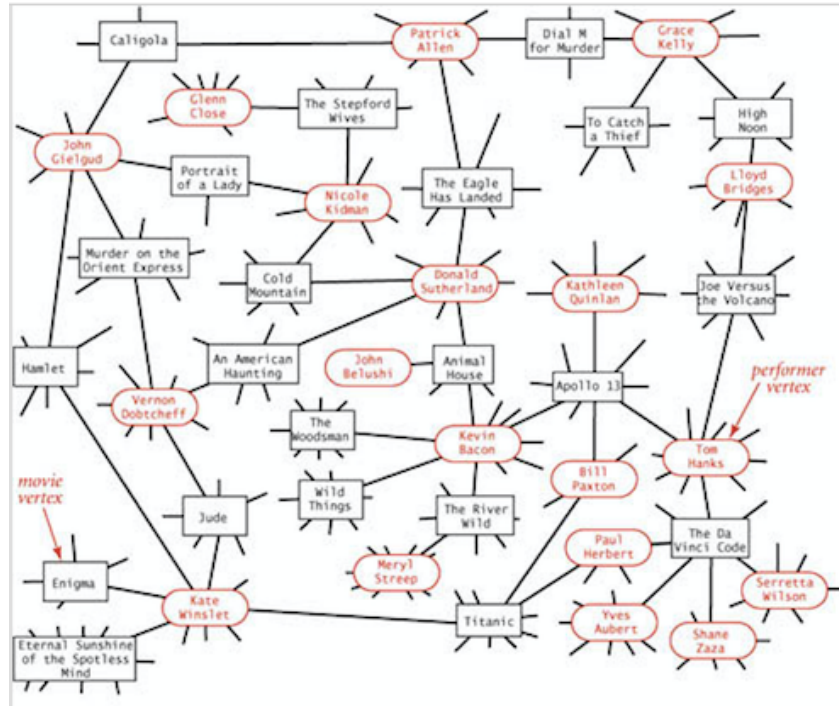 Caligola
Patrick
Allen
Dial M
for Murder
Grace
Kelly
Glenn
Close
The Stepford
Wives
To Catch
a Thief
High
Noon
John
Gielgud
Portrait
of a Lady
Nicole
Kidman
The Eagle
Has Landed
Lloyd
Bridges
Murder on the
Orient Express
Cold
Mountain
Donald
Sutherland
Kathleen
Quinlan
Joe Versus
the Volcano
Hamlet
An American
Haunting
John
Belushi
Animal
House
Apollo 13
performer
vertex
Vernon
Dobtcheff
The
Woodsman
Kevin
Bacon
Bill
Paxton
Tom
Hanks
movie
vertex
Jude
Wild
Things
The River
Wild
Paul
Herbert
The Da
Vinci Code
Enigma
Meryl
Streep
Serretta
Wilson
Kate
Winslet
Titanic
Yves
Aubert
Shane
Zaza
Eternal Sunshine
of the Spotless
Mind